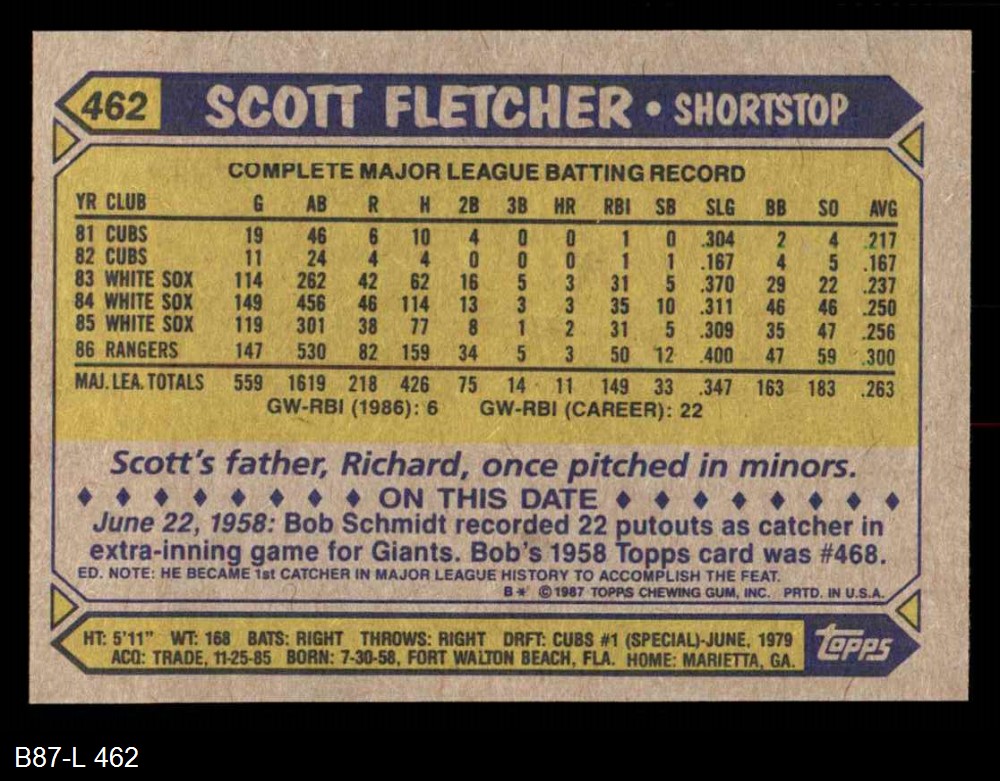 462 SCOTT FLETCHER • SHORTSTOP
COMPLETE MAJOR LEAGUE BATTING RECORD
YR CLUB G AB R H 2B 3B HR RBI SB SLG BB SO AVG
81 CUBS 19 46 6 10 4 0 0 1 0 .304 2 4 .217
82 CUBS 11 24 4 4 0 0 0 1 1 .167 4 5 .167
83 WHITE SOX 114 262 42 62 16 5 3 31 5 .370 29 22 .237
84 WHITE SOX 149 456 46 114 13 3 3 35 10 .311 46 46 .250
85 WHITE SOX 119 301 38 77 8 1 2 31 5 .309 35 47 .256
86 RANGERS 147 530 82 159 34 5 3 50 12 .400 47 59 .300
MAJ. LEA. TOTALS 559 1619 218 426 75 14 11 149 33 .347 163 183 .263
GW-RBI (1986): 6 GW-RBI (CAREER): 22
Scott's father, Richard, once pitched in minors.
♦ ♦ ♦ ♦ ♦ ♦ ♦ ♦ ON THIS DATE ♦ ♦ ♦ ♦ ♦ ♦ ♦ ♦
June 22, 1958: Bob Schmidt recorded 22 putouts as catcher in
extra-inning game for Giants. Bob's 1958 Topps card was #468.
ED. NOTE: HE BECAME 1st CATCHER IN MAJOR LEAGUE HISTORY TO ACCOMPLISH THE FEAT.
B* ©1987 TOPPS CHEWING GUM, INC. PRTD. IN U.S.A.
HT: 5'11" WT: 168 BATS: RIGHT THROWS: RIGHT DRFT: CUBS #1 (SPECIAL)-JUNE, 1979
ACQ: TRADE, 11-25-85 BORN: 7-30-58, FORT WALTON BEACH, FLA. HOME: MARIETTA, GA.
Topps
B87-L 462